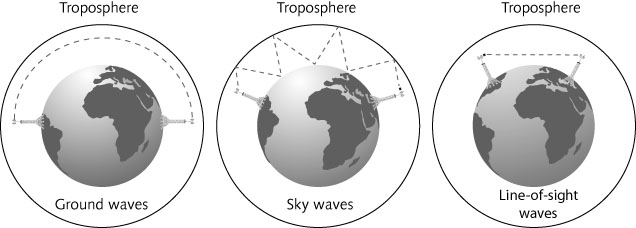 Troposphere
Troposphere
Troposphere
Ground waves
Sky waves
Line-of-sight
waves